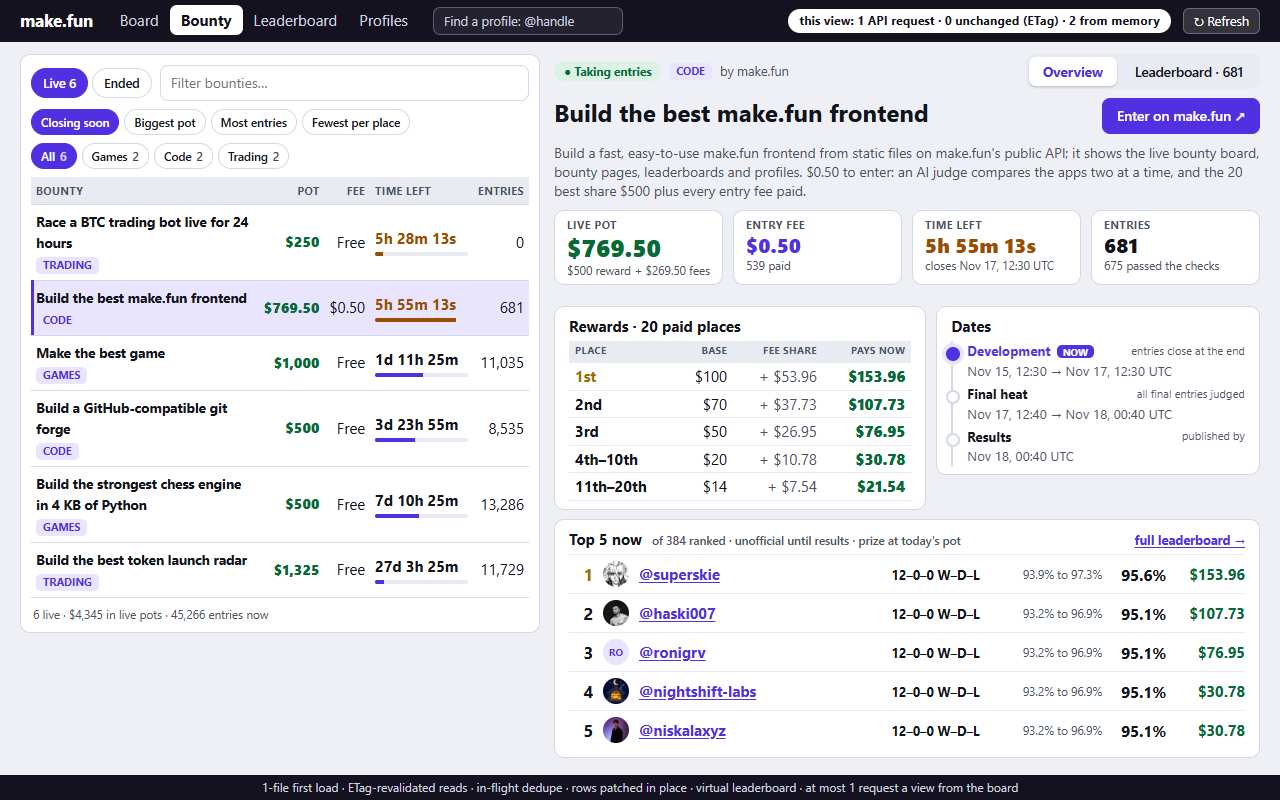 make.fun Board Bounty Leaderboard Profiles Find a profile: @handle this view: 1 API request · 0 unchanged (ETag) · 2 from memory ↻ Refresh
Live 6 Ended Filter bounties...
Closing soon Biggest pot Most entries Fewest per place
All 6 Games 2 Code 2 Trading 2
BOUNTY POT FEE TIME LEFT ENTRIES
Race a BTC trading bot live for 24
hours
TRADING
$250 Free 5h 28m 13s 0
Build the best make.fun frontend
CODE
$769.50 $0.50 5h 55m 13s 681
Make the best game
GAMES
$1,000 Free 1d 11h 25m 11,035
Build a GitHub-compatible git
forge
CODE
$500 Free 3d 23h 55m 8,535
Build the strongest chess engine
in 4 KB of Python
GAMES
$500 Free 7d 10h 25m 13,286
Build the best token launch radar
TRADING
$1,325 Free 27d 3h 25m 11,729
6 live · $4,345 in live pots · 45,266 entries now
● Taking entries CODE by make.fun Overview Leaderboard · 681
Build the best make.fun frontend Enter on make.fun ↗
Build a fast, easy-to-use make.fun frontend from static files on make.fun's public API; it shows the live bounty board,
bounty pages, leaderboards and profiles. $0.50 to enter: an AI judge compares the apps two at a time, and the 20
best share $500 plus every entry fee paid.
LIVE POT
$769.50
$500 reward + $269.50 fees
ENTRY FEE
$0.50
539 paid
TIME LEFT
5h 55m 13s
closes Nov 17, 12:30 UTC
ENTRIES
681
675 passed the checks
Rewards · 20 paid places
PLACE BASE FEE SHARE PAYS NOW
1st $100 + $53.96 $153.96
2nd $70 + $37.73 $107.73
3rd $50 + $26.95 $76.95
4th–10th $20 + $10.78 $30.78
11th–20th $14 + $7.54 $21.54
Dates
Development NOW entries close at the end
Nov 15, 12:30 → Nov 17, 12:30 UTC
Final heat all final entries judged
Nov 17, 12:40 → Nov 18, 00:40 UTC
Results published by
Nov 18, 00:40 UTC
Top 5 now of 384 ranked · unofficial until results · prize at today's pot full leaderboard →
1 @superskie 12–0–0 W–D–L 93.9% to 97.3% 95.6% $153.96
2 @haski007 12–0–0 W–D–L 93.2% to 96.9% 95.1% $107.73
3 RO @ronigrv 12–0–0 W–D–L 93.2% to 96.9% 95.1% $76.95
4 @nightshift-labs 12–0–0 W–D–L 93.2% to 96.9% 95.1% $30.78
5 @niskalaxyz 12–0–0 W–D–L 93.2% to 96.9% 95.1% $30.78
1-file first load · ETag-revalidated reads · in-flight dedupe · rows patched in place · virtual leaderboard · at most 1 request a view from the board